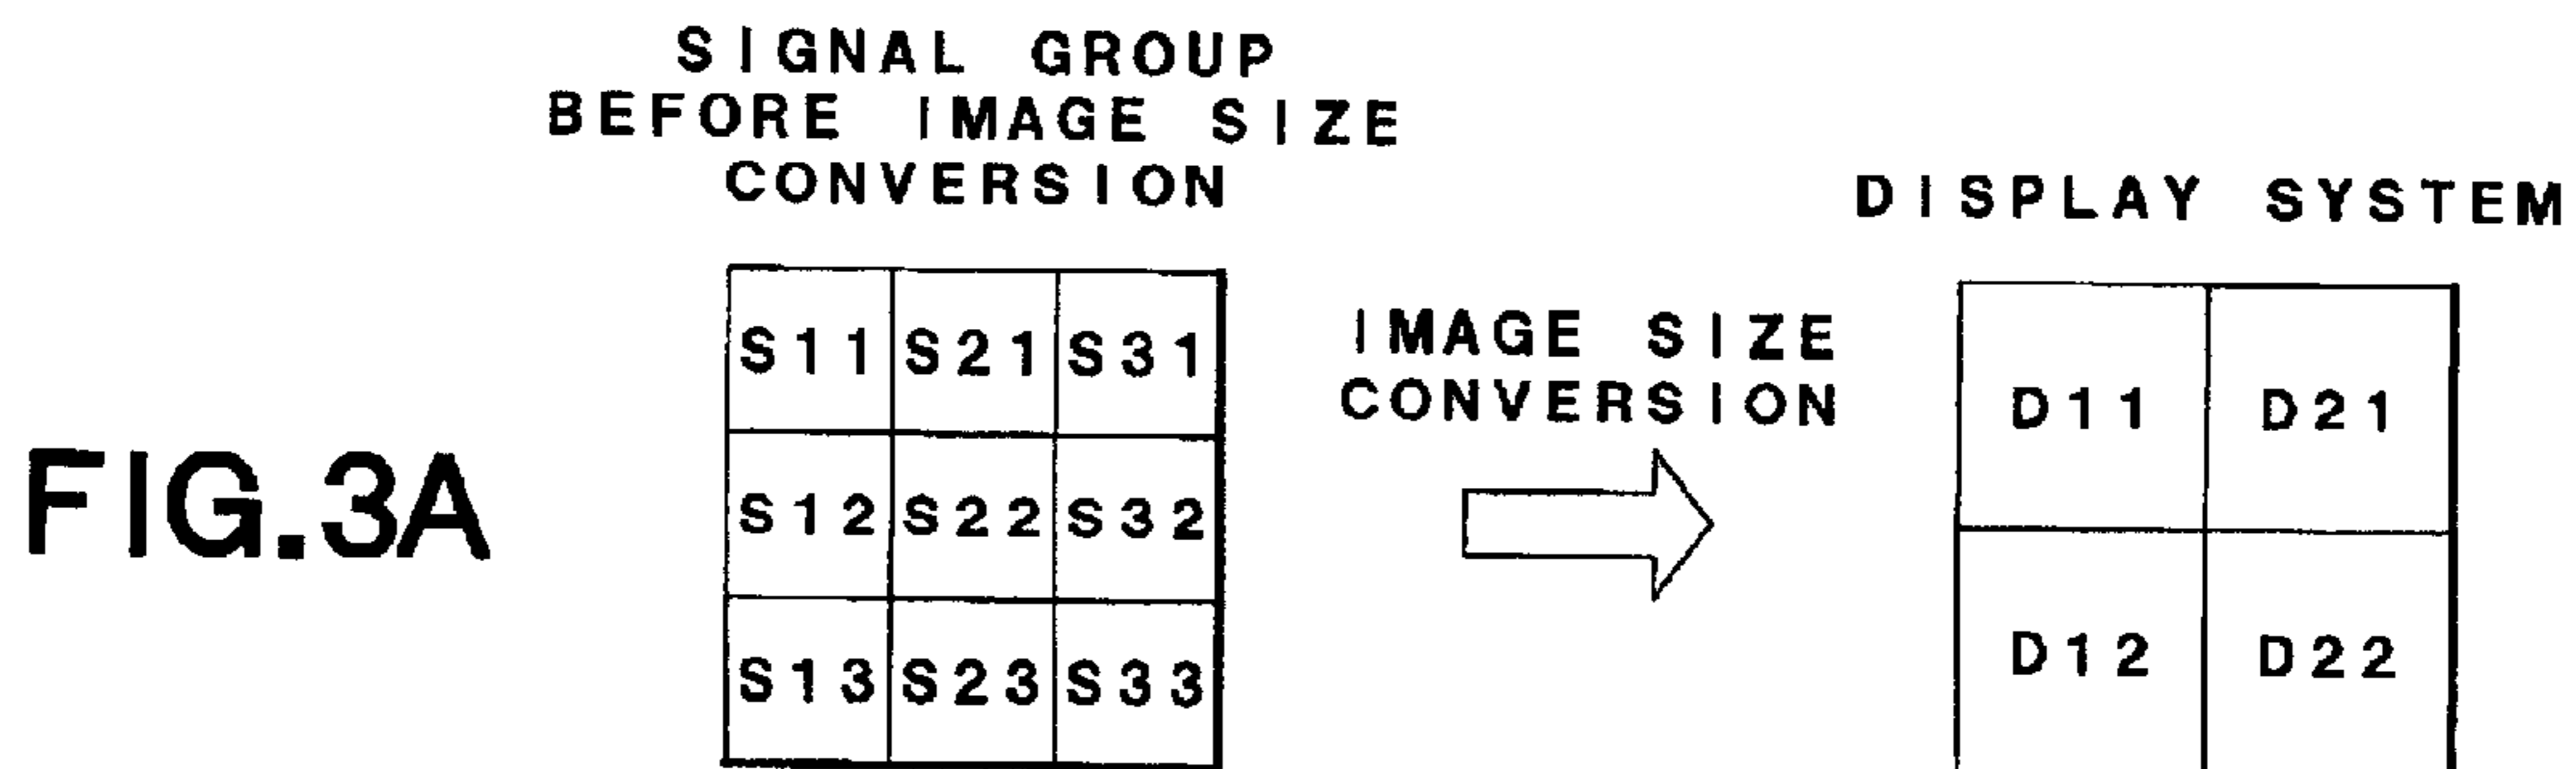 SIGNAL GROUP
BEFORE IMAGE SIZE
CONVERSION
DISPLAY SYSTEM
S11 S21 S31
IMAGE SIZE
CONVERSION
D11 D21
FIG.3A
S12 S22 S32
S13 S23 S33
D12 D22